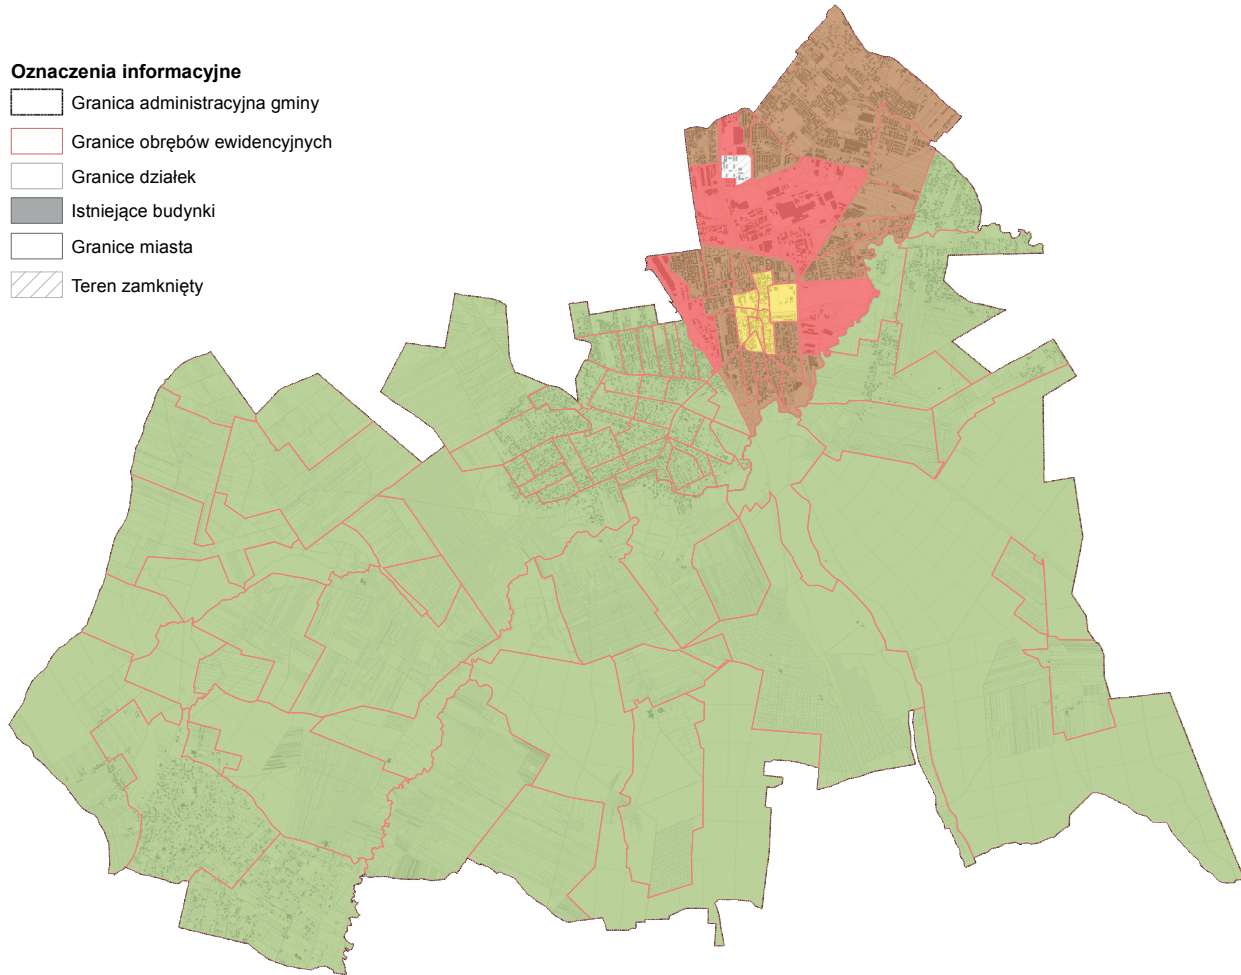 Oznaczenia informacyjne
Granica administracyjna gminy
Granice obrębów ewidencyjnych
Granice działek
Istniejące budynki
Granice miasta
Teren zamknięty